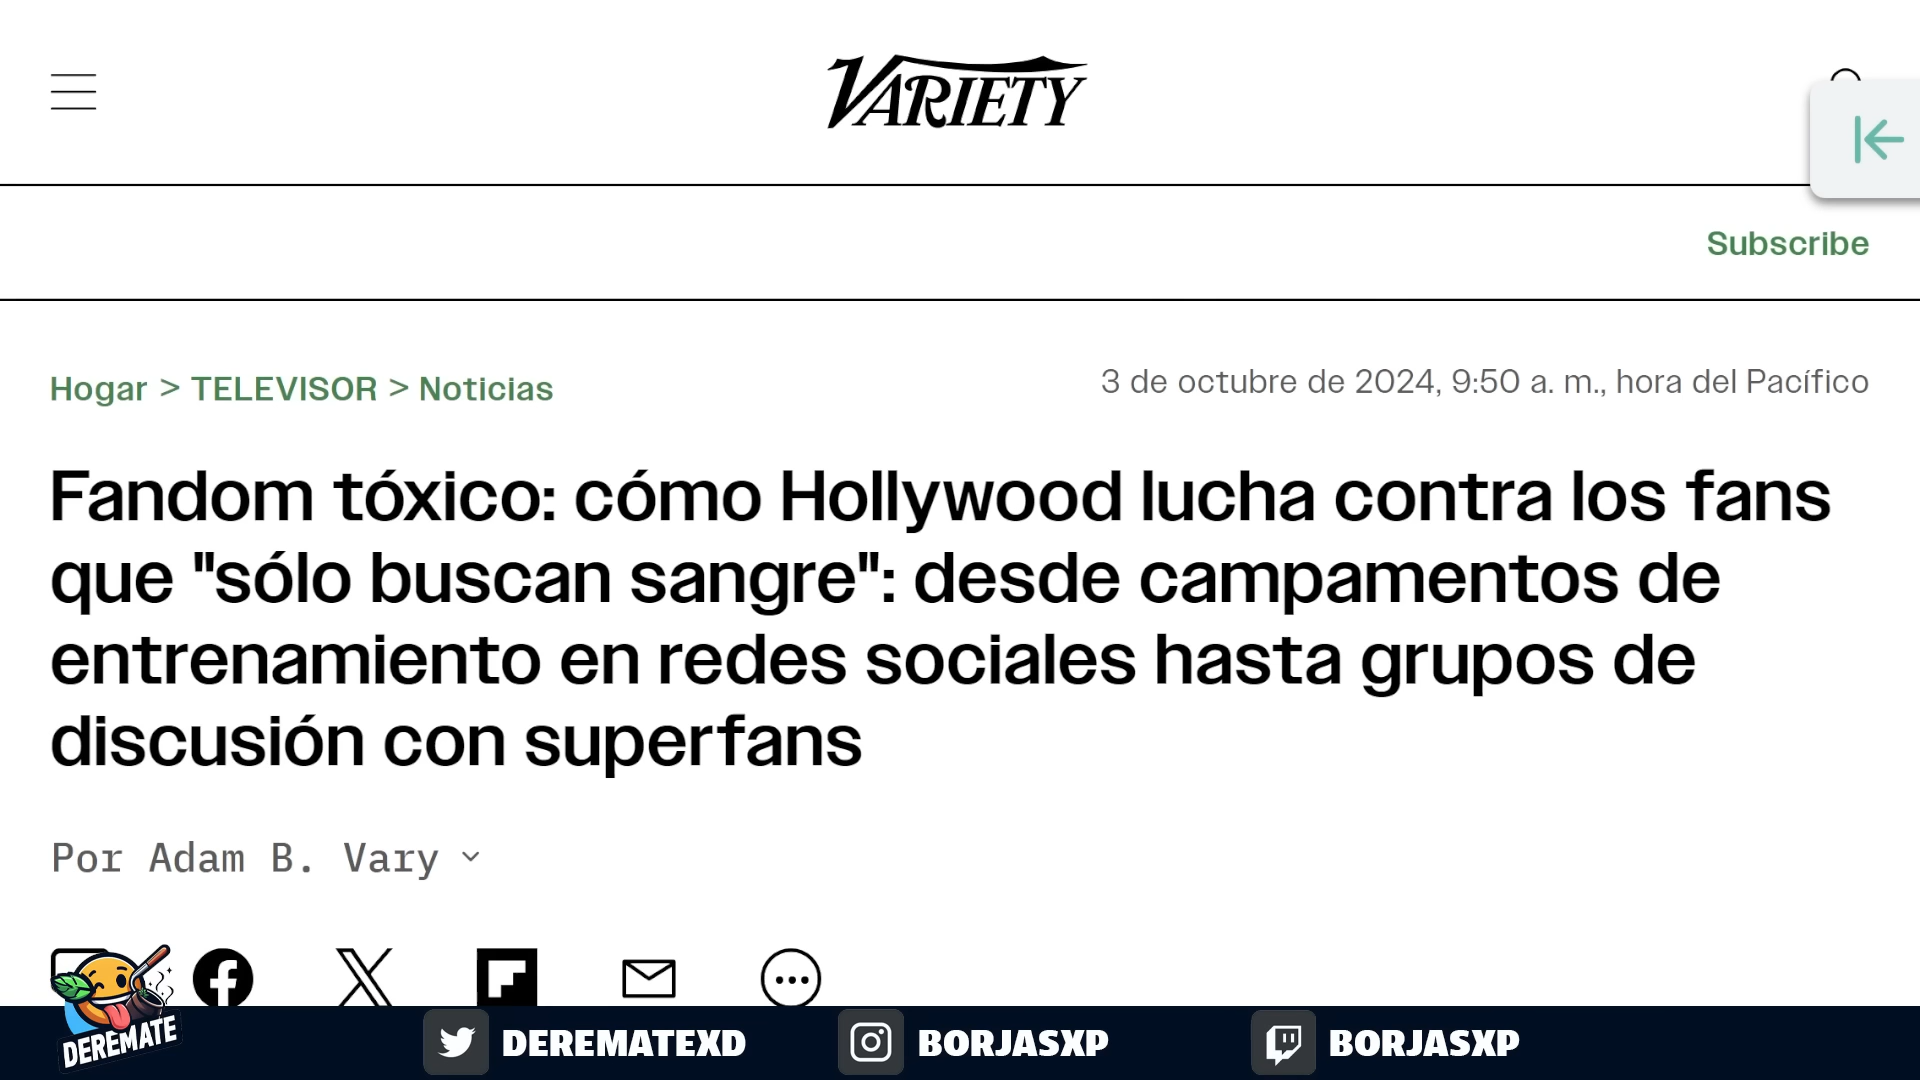 VARIETY
Subscribe
Hogar > TELEVISOR > Noticias
3 de octubre de 2024, 9:50 a. m., hora del Pacífico
Fandom tóxico: cómo Hollywood lucha contra los fans
que "sólo buscan sangre": desde campamentos de
entrenamiento en redes sociales hasta grupos de
discusión con superfans
Por Adam B. Vary
DEREMATE
DEREMATEXD
BORJASXP
BORJASXP